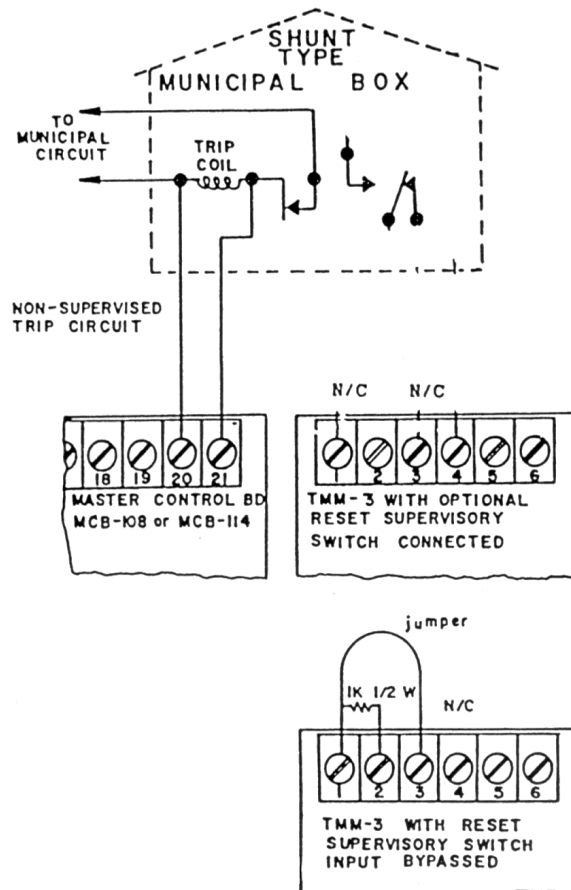 SHUNT
TYPE
MUNICIPAL BOX
TO
MUNICIPAL
CIRCUIT
TRIP
COIL
NON-SUPERVISED
TRIP CIRCUIT
N/C N/C
18 19 20 21
MASTER CONTROL BD
MCB-108 or MCB-114
1 2 3 4 5 6
TMM-3 WITH OPTIONAL
RESET SUPERVISORY
SWITCH CONNECTED
jumper
1K 1/2 W
N/C
1 2 3 4 5 6
TMM-3 WITH RESET
SUPERVISORY SWITCH
INPUT BYPASSED